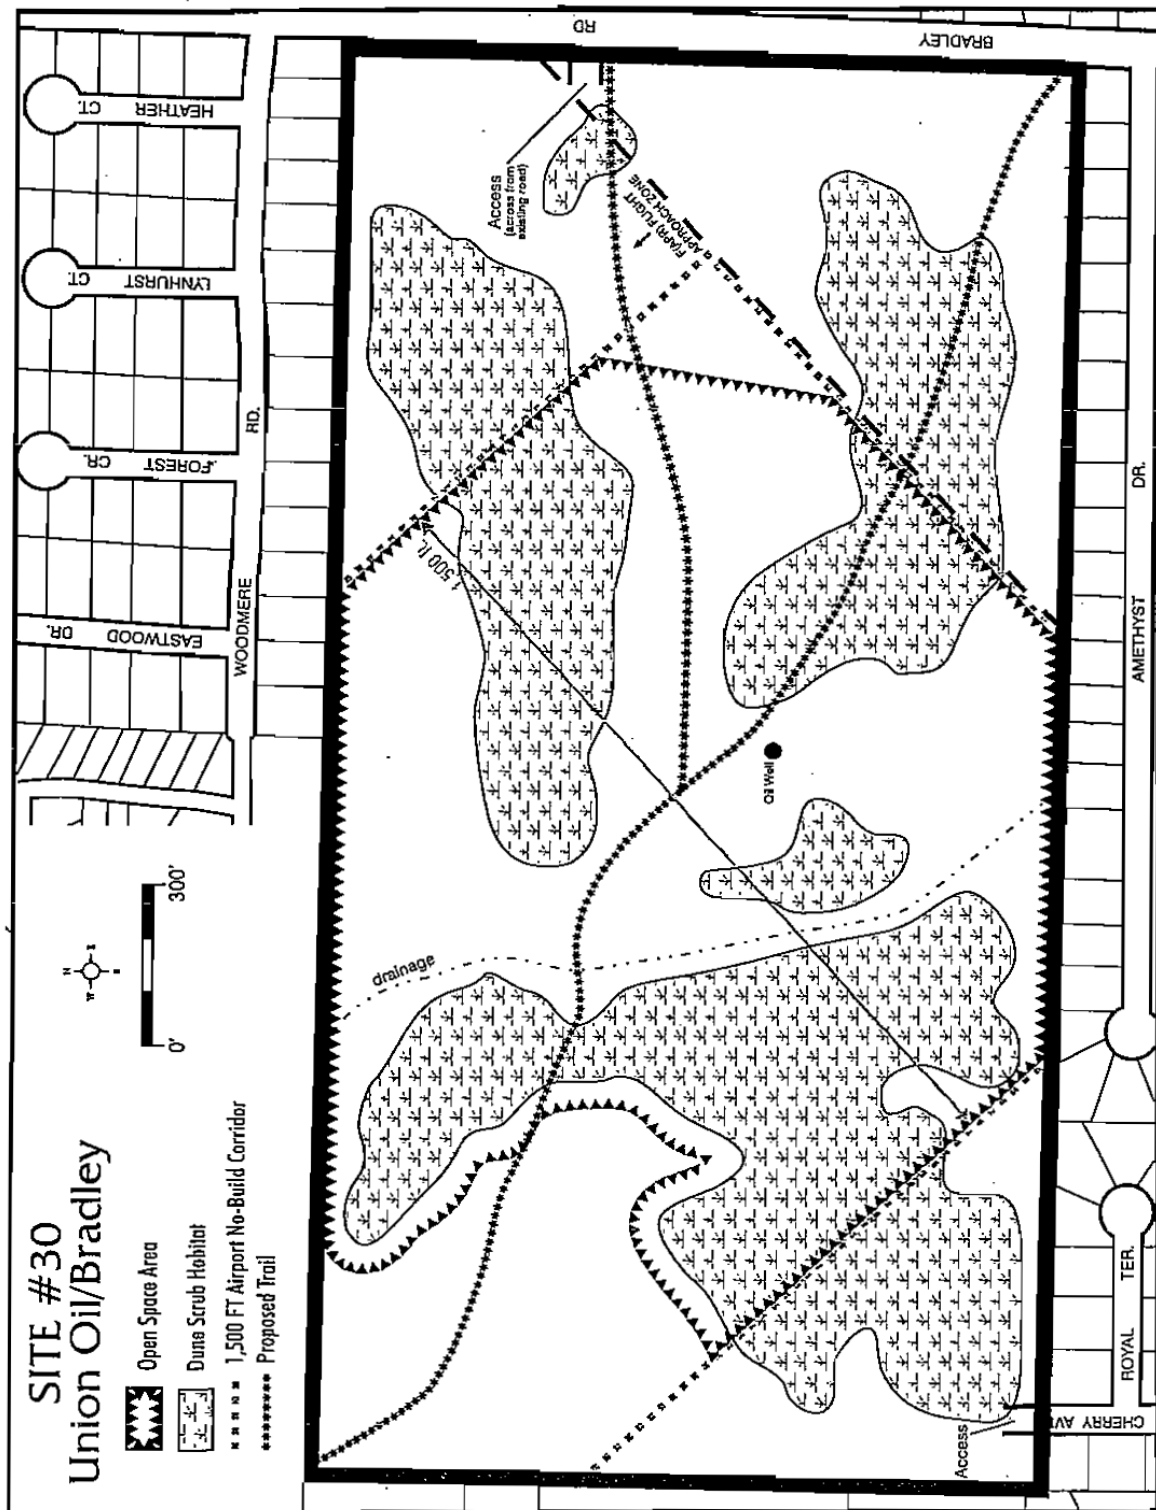 SITE #30
Union Oil/Bradley
Open Space Area
Dune Scrub Habitat
1,500 FT Airport No-Build Corridor
Proposed Trail
0'
300'
N
W
HEATHER CT.
LYNHURST CT.
FOREST CR.
EASTWOOD DR.
WOODMERE RD.
BRADLEY RD
AMETHYST DR.
ROYAL TER.
CHERRY AVE
Access
(across from
existing road)
F(APR) FLIGHT
APPROACH ZONE
1,500 ft.
Oil Well
drainage
Access